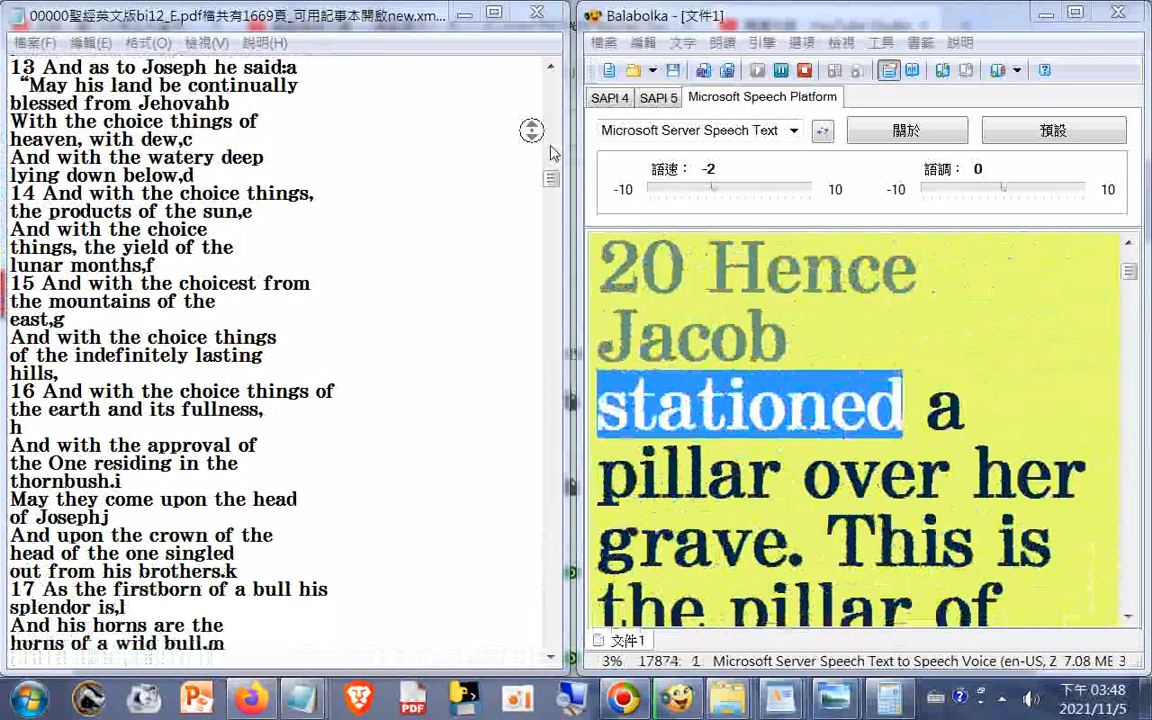 00000聖經英文版bi12_E.pdf檔共有1669頁_可用記事本開啟new.xm...
檔案(F) 編輯(E) 格式(O) 檢視(V) 說明(H)
13 And as to Joseph he said:a
“May his land be continually
blessed from Jehovahb
With the choice things of
heaven, with dew,c
And with the watery deep
lying down below,d
14 And with the choice things,
the products of the sun,e
And with the choice
things, the yield of the
lunar months,f
15 And with the choicest from
the mountains of the
east,g
And with the choice things
of the indefinitely lasting
hills,
16 And with the choice things of
the earth and its fullness,
h
And with the approval of
the One residing in the
thornbush.i
May they come upon the head
of Josephj
And upon the crown of the
head of the one singled
out from his brothers.k
17 As the firstborn of a bull his
splendor is,l
And his horns are the
horns of a wild bull,m
Balabolka - [文件1]
檔案 編輯 文字 朗讀 引擎 選項 檢視 工具 書籤 說明
SAPI 4 SAPI 5 Microsoft Speech Platform
Microsoft Server Speech Text 關於 預設
語速: -2 語調: 0
-10 10 -10 10
20 Hence
Jacob
stationed a
pillar over her
grave. This is
the pillar of
文件1
3% 17874: 1 Microsoft Server Speech Text to Speech Voice (en-US, Z 7.08 ME 3
PDF
下午 03:48
2021/11/5